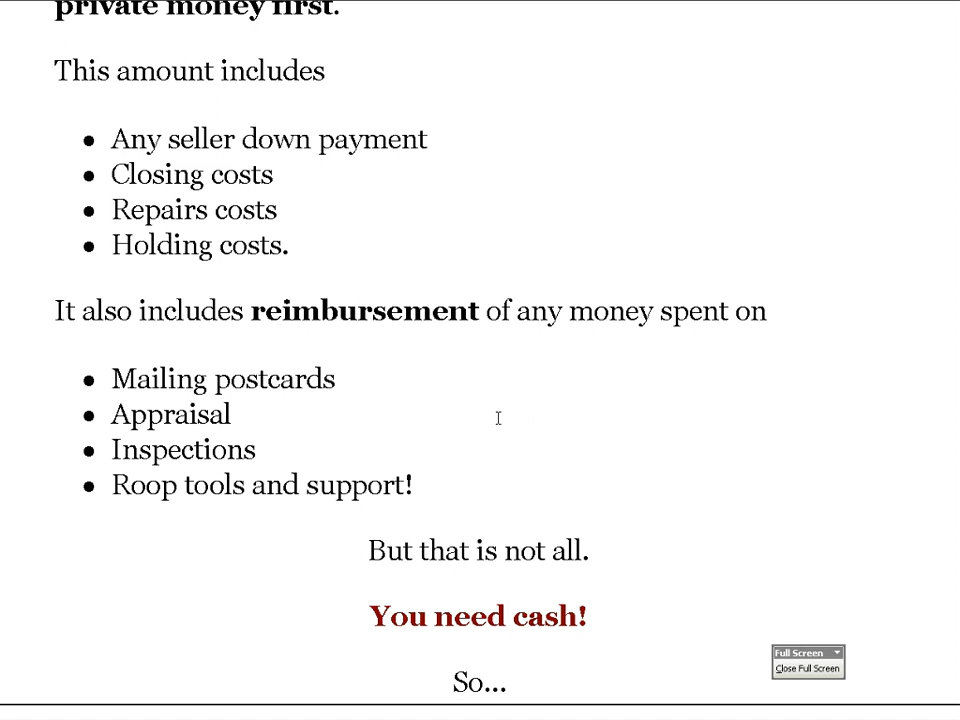 private money first.
This amount includes
• Any seller down payment
• Closing costs
• Repairs costs
• Holding costs.
It also includes reimbursement of any money spent on
• Mailing postcards
• Appraisal
• Inspections
• Roop tools and support!
But that is not all.
You need cash!
Full Screen
Close Full Screen
So...